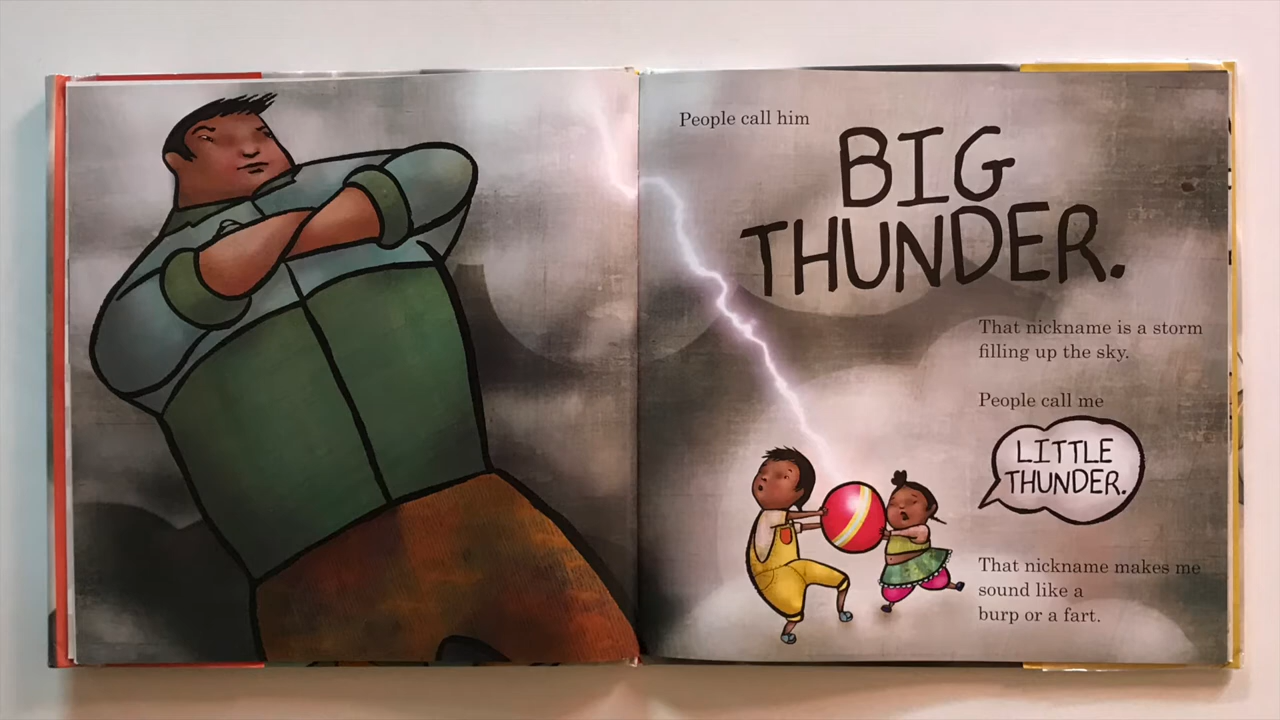 People call him
BIG
THUNDER.
That nickname is a storm
filling up the sky.
People call me
LITTLE
THUNDER.
That nickname makes me
sound like a
burp or a fart.